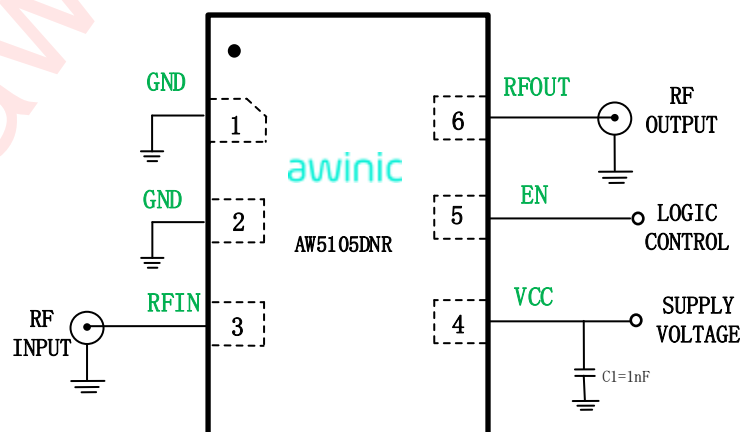 GND
1
GND
2
RFIN
RF
INPUT
3
awinic
AW5105DNR
RFOUT
6
RF
OUTPUT
EN
5
LOGIC
CONTROL
VCC
4
SUPPLY
VOLTAGE
C1=1nF